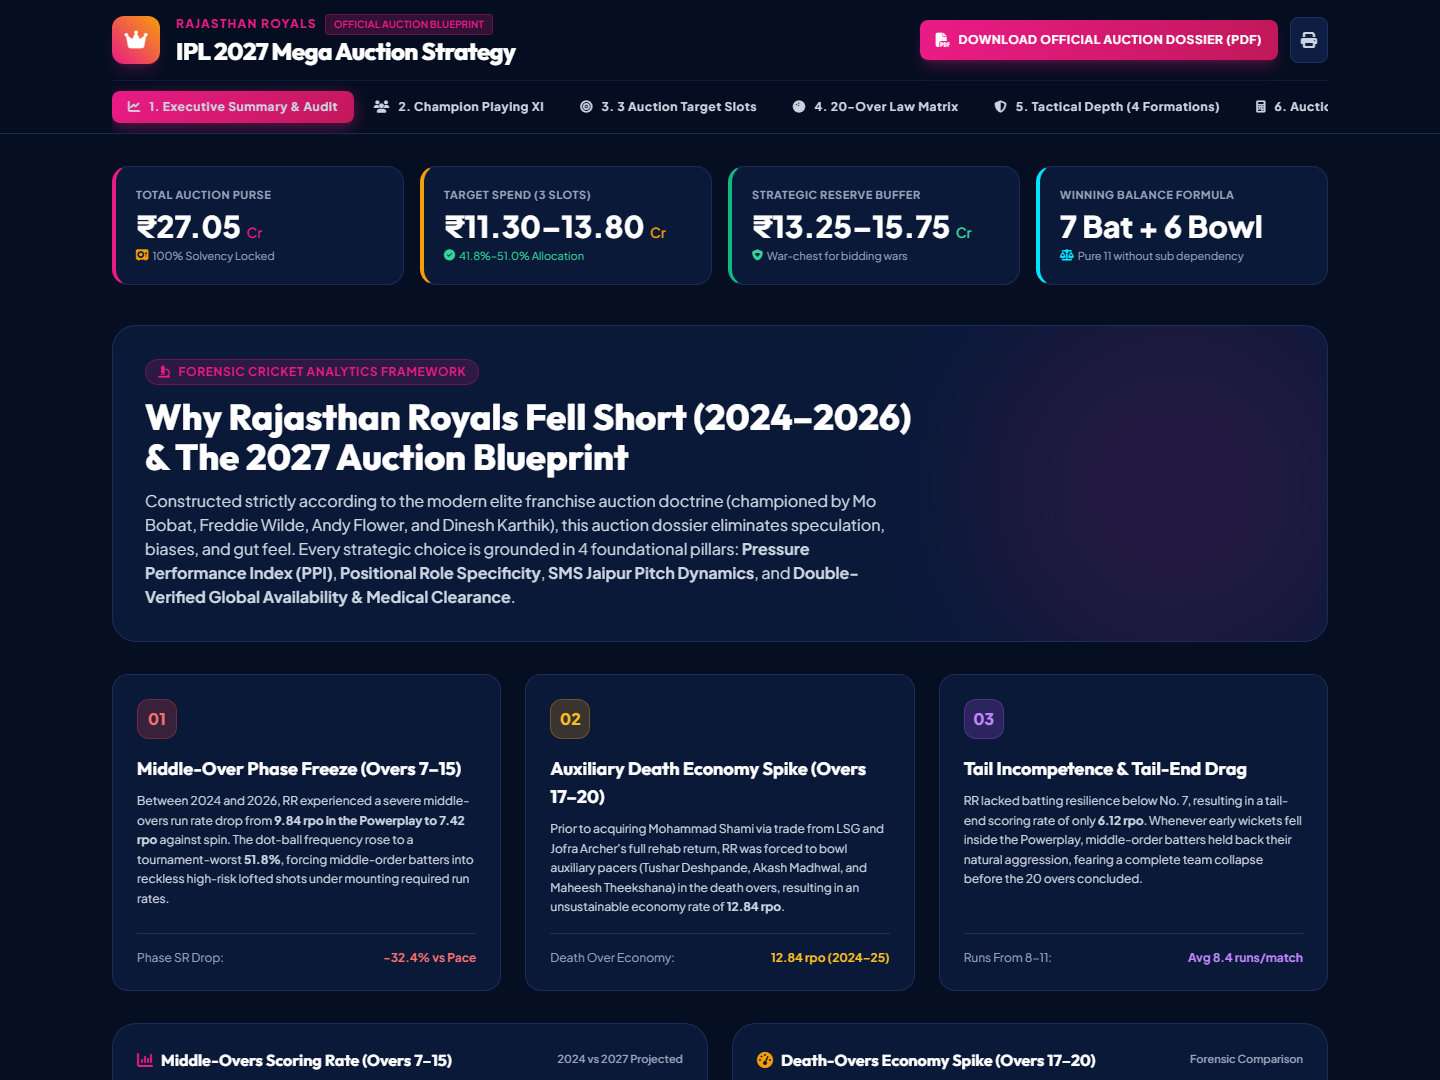 RAJASTHAN ROYALS
OFFICIAL AUCTION BLUEPRINT
IPL 2027 Mega Auction Strategy
DOWNLOAD OFFICIAL AUCTION DOSSIER (PDF)
1. Executive Summary & Audit
2. Champion Playing XI
3. 3 Auction Target Slots
4. 20-Over Law Matrix
5. Tactical Depth (4 Formations)
6. Auctic
TOTAL AUCTION PURSE
₹27.05 Cr
100% Solvency Locked
TARGET SPEND (3 SLOTS)
₹11.30–13.80 Cr
41.8%–51.0% Allocation
STRATEGIC RESERVE BUFFER
₹13.25–15.75 Cr
War-chest for bidding wars
WINNING BALANCE FORMULA
7 Bat + 6 Bowl
Pure 11 without sub dependency
FORENSIC CRICKET ANALYTICS FRAMEWORK
Why Rajasthan Royals Fell Short (2024–2026)
& The 2027 Auction Blueprint
Constructed strictly according to the modern elite franchise auction doctrine (championed by Mo
Bobat, Freddie Wilde, Andy Flower, and Dinesh Karthik), this auction dossier eliminates speculation,
biases, and gut feel. Every strategic choice is grounded in 4 foundational pillars: Pressure
Performance Index (PPI), Positional Role Specificity, SMS Jaipur Pitch Dynamics, and Double-
Verified Global Availability & Medical Clearance.
01
Middle-Over Phase Freeze (Overs 7–15)
Between 2024 and 2026, RR experienced a severe middle-
overs run rate drop from 9.84 rpo in the Powerplay to 7.42
rpo against spin. The dot-ball frequency rose to a
tournament-worst 51.8%, forcing middle-order batters into
reckless high-risk lofted shots under mounting required run
rates.
Phase SR Drop:
-32.4% vs Pace
02
Auxiliary Death Economy Spike (Overs
17–20)
Prior to acquiring Mohammad Shami via trade from LSG and
Jofra Archer's full rehab return, RR was forced to bowl
auxiliary pacers (Tushar Deshpande, Akash Madhwal, and
Maheesh Theekshana) in the death overs, resulting in an
unsustainable economy rate of 12.84 rpo.
Death Over Economy:
12.84 rpo (2024–25)
03
Tail Incompetence & Tail-End Drag
RR lacked batting resilience below No. 7, resulting in a tail-
end scoring rate of only 6.12 rpo. Whenever early wickets fell
inside the Powerplay, middle-order batters held back their
natural aggression, fearing a complete team collapse
before the 20 overs concluded.
Runs From 8–11:
Avg 8.4 runs/match
Middle-Overs Scoring Rate (Overs 7–15)
2024 vs 2027 Projected
Death-Overs Economy Spike (Overs 17–20)
Forensic Comparison